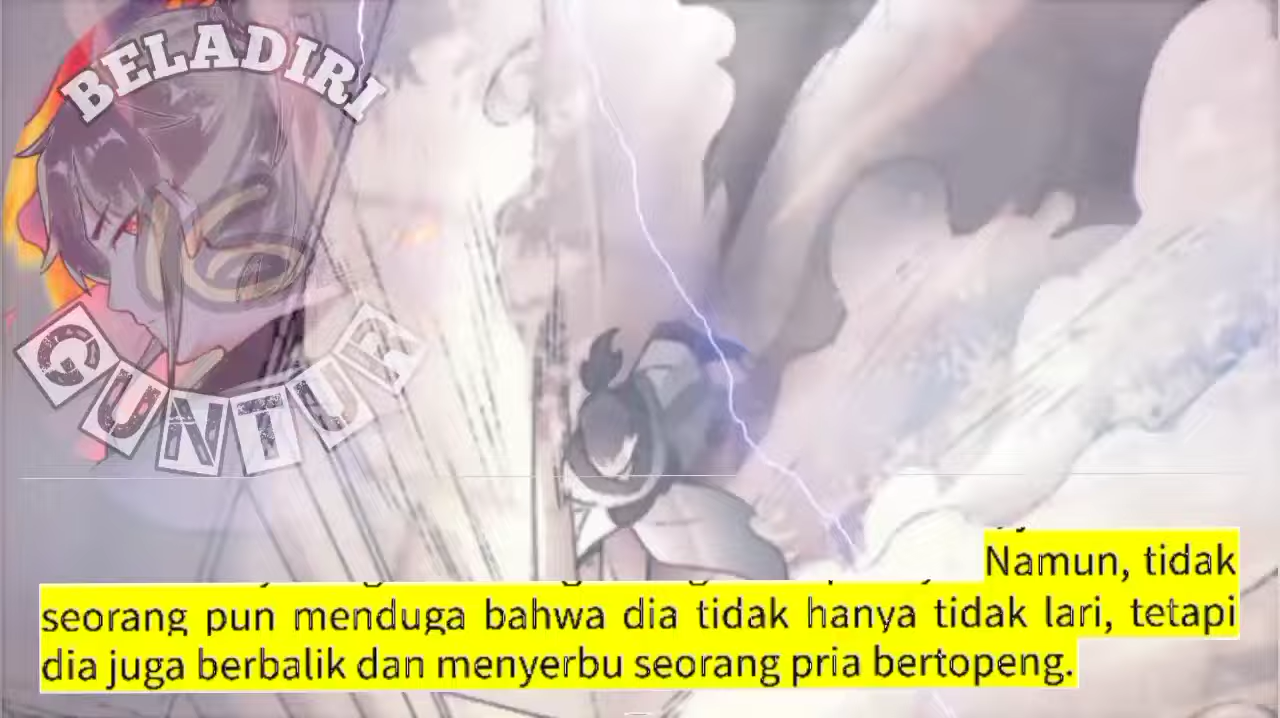 BELADIRI
GUNTUR
Namun, tidak
seorang pun menduga bahwa dia tidak hanya tidak lari, tetapi
dia juga berbalik dan menyerbu seorang pria bertopeng.